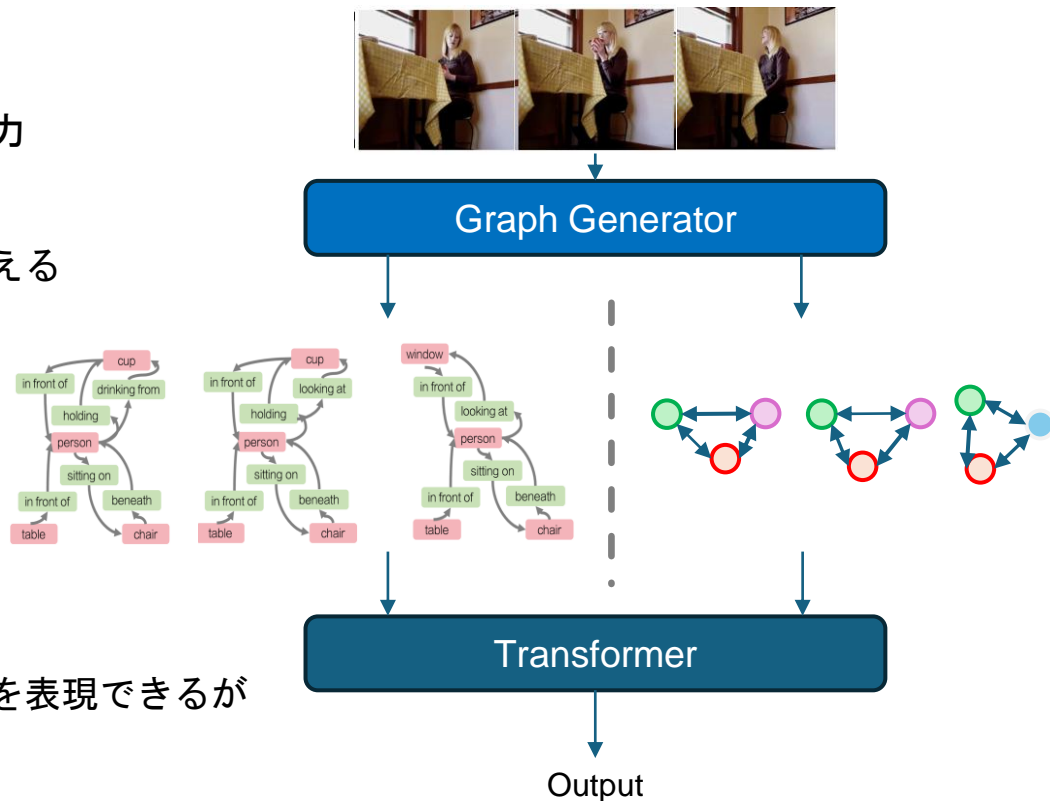 力
Graph Generator
える
cup
in front of
drinking from
holding
person
sitting on
in front of
beneath
table
chair
cup
in front of
looking at
holding
person
sitting on
in front of
beneath
table
chair
window
in front of
looking at
person
sitting on
in front of
beneath
table
chair
Transformer
を表現できるが
Output